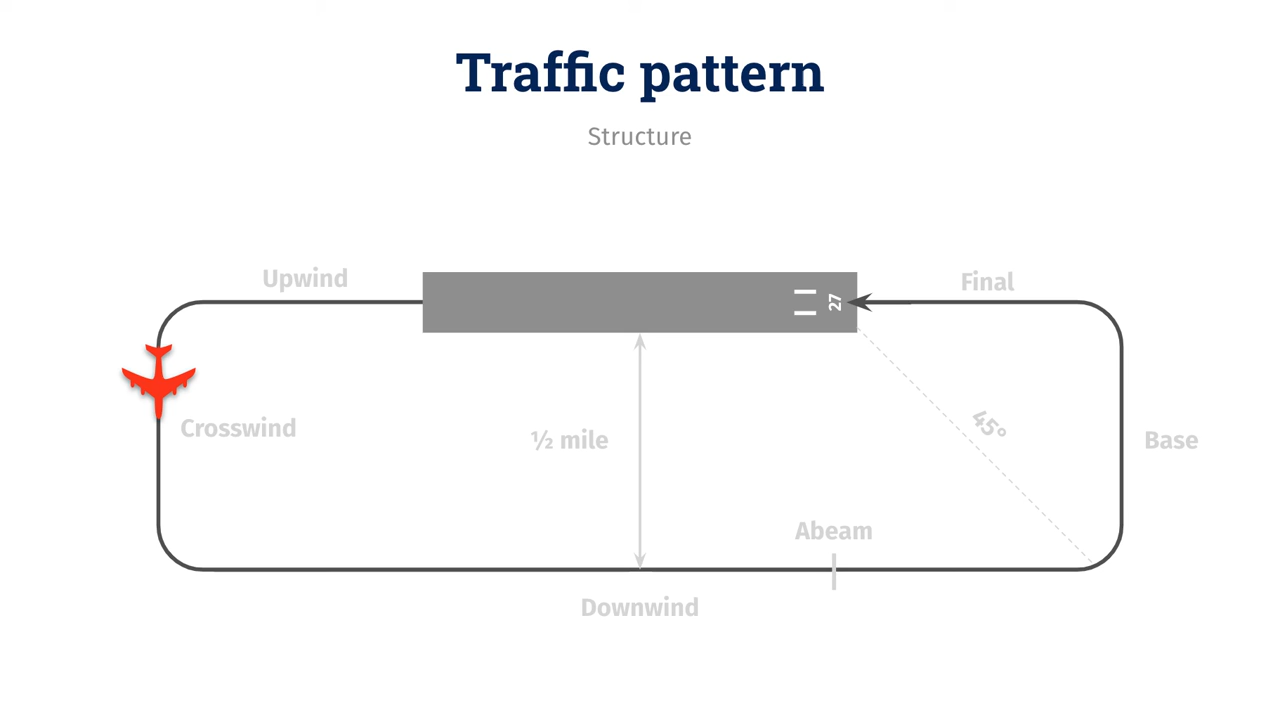 Traffic pattern
Structure
Upwind
Final
27
Crosswind
½ mile
45°
Base
Abeam
Downwind